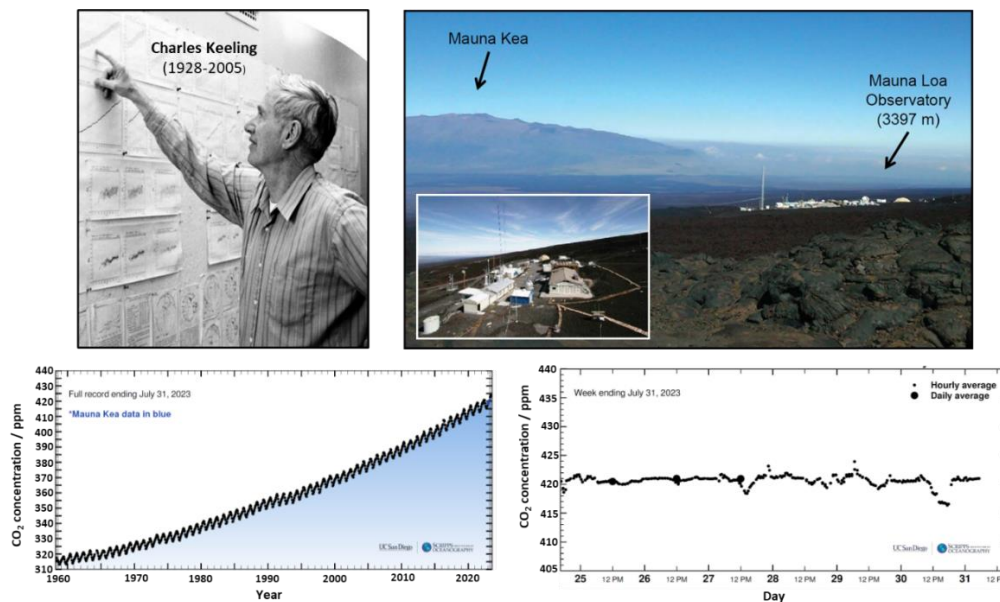 Charles Keeling
(1928-2005)
Mauna Kea
Mauna Loa
Observatory
(3397 m)
440
430
420
410
400
390
380
370
360
350
340
330
320
310
CO₂ concentration / ppm
Full record ending July 31, 2023
*Mauna Kea data in blue
UC San Diego
SCRIPPS
OCEANOGRAPHY
1960
1970
1980
1990
2000
2010
2020
Year
440
435
430
425
420
415
410
405
CO₂ concentration / ppm
Week ending July 31, 2023
Hourly average
Daily average
UC San Diego
SCRIPPS
OCEANOGRAPHY
25 12 PM 26 12 PM 27 12 PM 28 12 PM 29 12 PM 30 12 PM 31 12
Day